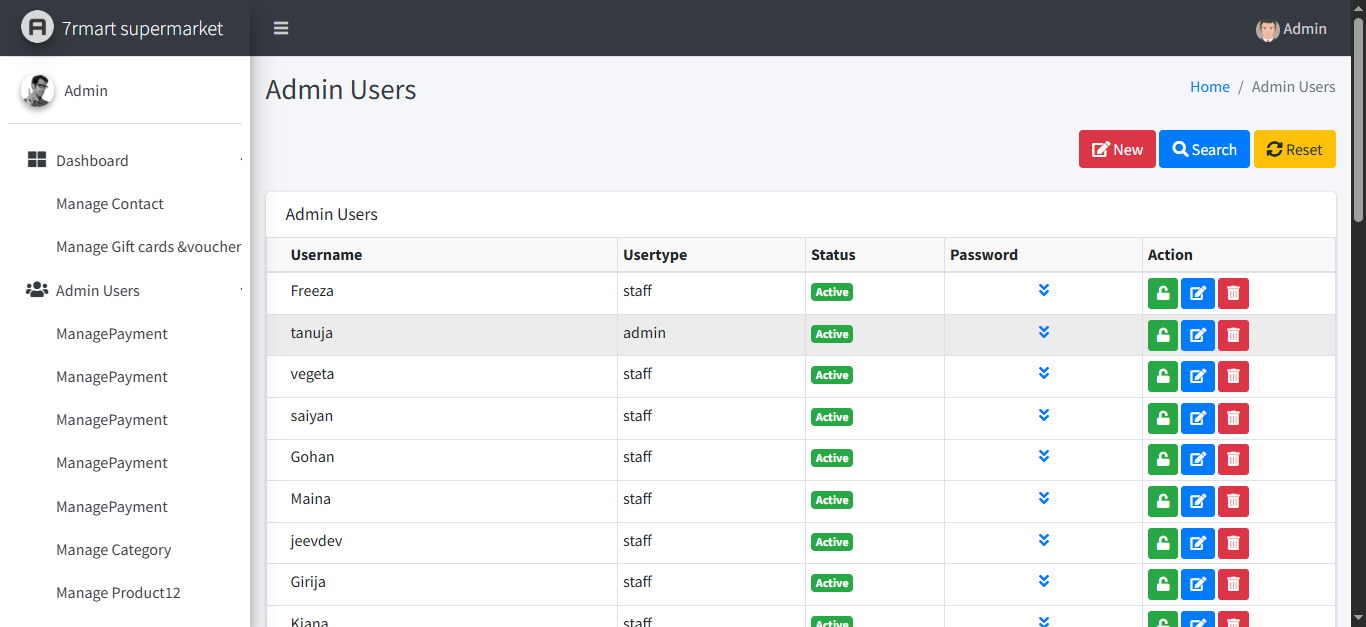 7rmart supermarket
Admin
Admin
Admin Users
Home / Admin Users
Dashboard
Manage Contact
Manage Gift cards &voucher
Admin Users
ManagePayment
ManagePayment
ManagePayment
ManagePayment
ManagePayment
Manage Category
Manage Product12
New Search Reset
Admin Users
Username Usertype Status Password Action
Freeza staff Active
tanuja admin Active
vegeta staff Active
saiyan staff Active
Gohan staff Active
Maina staff Active
jeevdev staff Active
Girija staff Active
Kiana staff Active